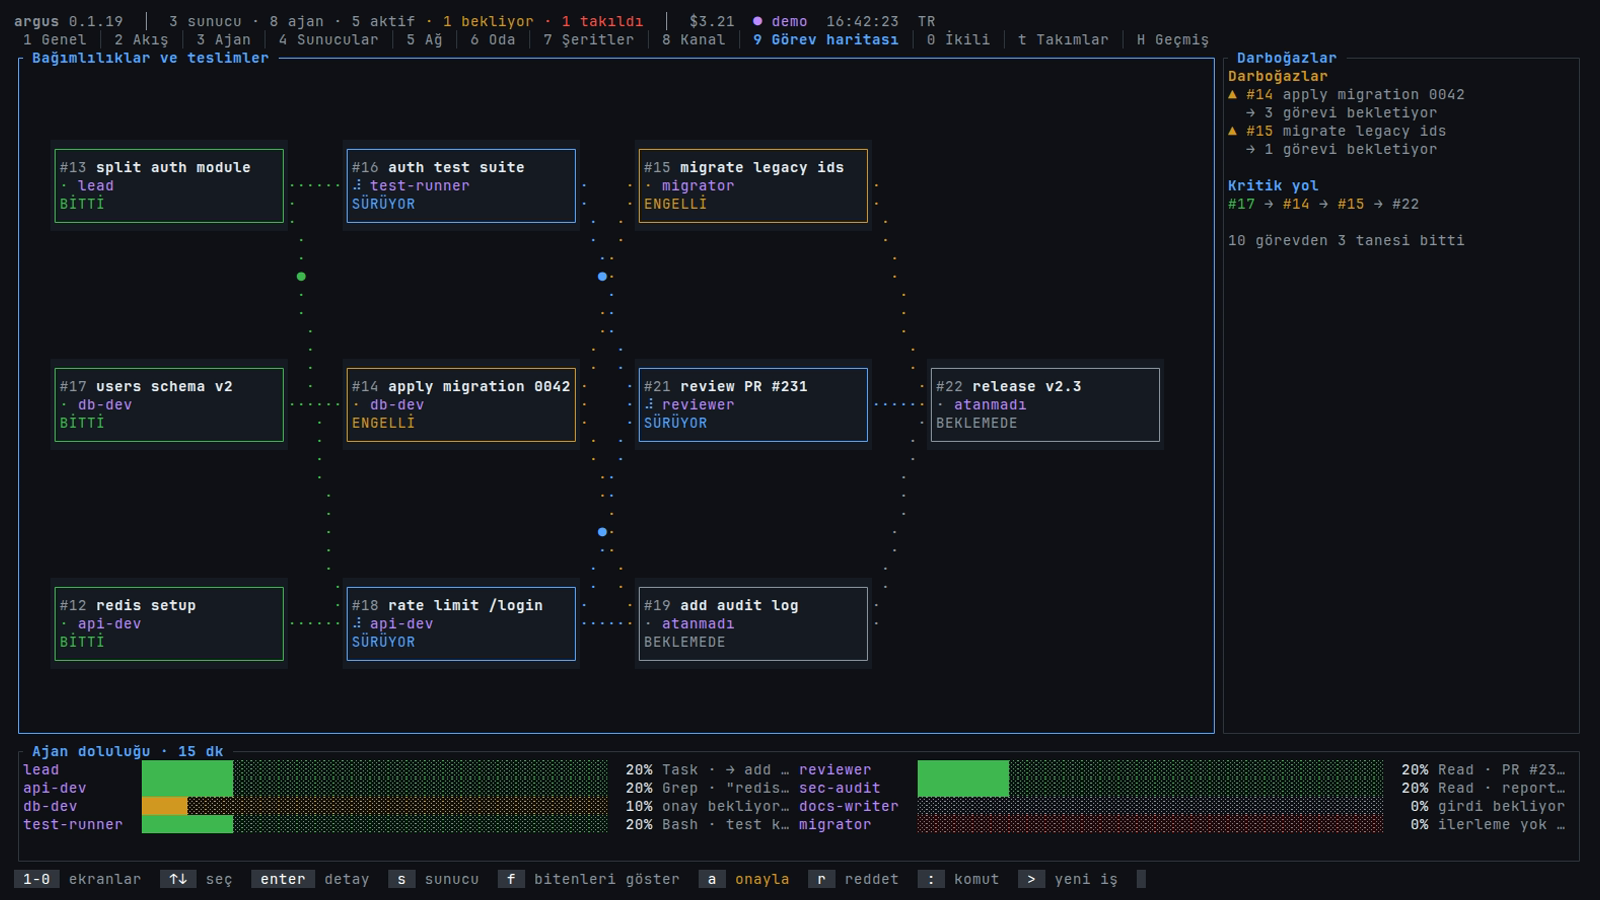 argus 0.1.19 │ 3 sunucu · 8 ajan · 5 aktif · 1 bekliyor · 1 takıldı │ $3.21 ● demo 16:42:23 TR
1 Genel │ 2 Akış │ 3 Ajan │ 4 Sunucular │ 5 Ağ │ 6 Oda │ 7 Şeritler │ 8 Kanal │ 9 Görev haritası │ 0 İkili │ t Takımlar │ H Geçmiş
Bağımlılıklar ve teslimler
#13 split auth module
· lead
BİTTİ
#16 auth test suite
test-runner
SÜRÜYOR
#15 migrate legacy ids
· migrator
ENGELLİ
#17 users schema v2
· db-dev
BİTTİ
#14 apply migration 0042
· db-dev
ENGELLİ
#21 review PR #231
reviewer
SÜRÜYOR
#22 release v2.3
· atanmadı
BEKLEMEDE
#12 redis setup
· api-dev
BİTTİ
#18 rate limit /login
api-dev
SÜRÜYOR
#19 add audit log
· atanmadı
BEKLEMEDE
Darboğazlar
Darboğazlar
▲ #14 apply migration 0042
→ 3 görevi bekletiyor
▲ #15 migrate legacy ids
→ 1 görevi bekletiyor
Kritik yol
#17 → #14 → #15 → #22
10 görevden 3 tanesi bitti
Ajan doluluğu · 15 dk
lead 20% Task · → add … reviewer 20% Read · PR #23…
api-dev 20% Grep · "redis… sec-audit 20% Read · report…
db-dev 10% onay bekliyor… docs-writer 0% girdi bekliyor
test-runner 20% Bash · test k… migrator 0% ilerleme yok …
1-0 ekranlar ↑↓ seç enter detay s sunucu f bitenleri göster a onayla r reddet : komut > yeni iş